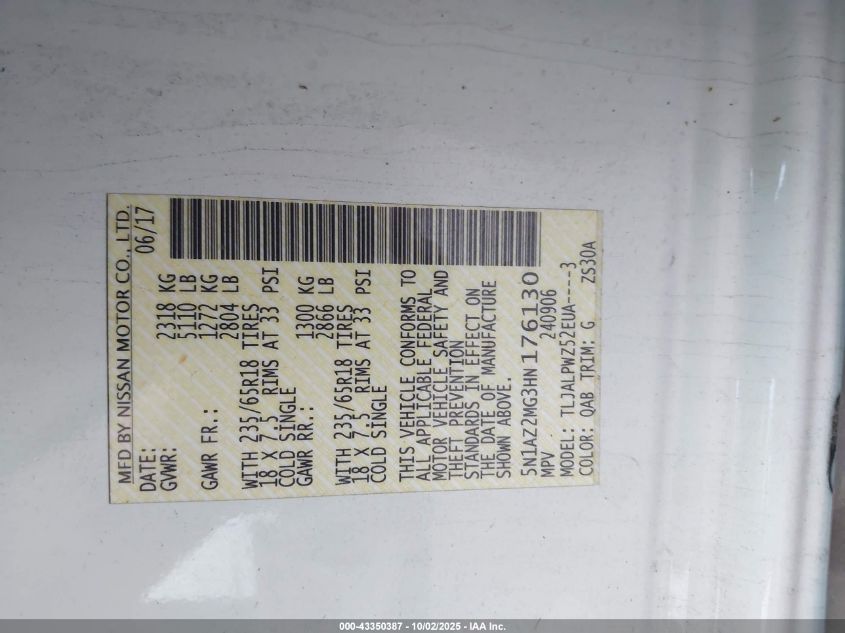 MFD BY NISSAN MOTOR CO., LTD.
DATE: 06/17
GVWR: 2318 KG
5110 LB
GAWR FR.: 1272 KG
2804 LB
WITH 235/65R18 TIRES
18 X 7.5 RIMS AT 33 PSI
COLD SINGLE
GAWR RR.: 1300 KG
2866 LB
WITH 235/65R18 TIRES
18 X 7.5 RIMS AT 33 PSI
COLD SINGLE
THIS VEHICLE CONFORMS TO
ALL APPLICABLE FEDERAL
MOTOR VEHICLE SAFETY AND
THEFT PREVENTION
STANDARDS IN EFFECT ON
THE DATE OF MANUFACTURE
SHOWN ABOVE.
5N1AZ2MG3HN176130
MPV 240906
MODEL: TLJALPWZ52EUA----3
COLOR: QAB TRIM: G ZS30A
000-43350387 - 10/02/2025 - IAA Inc.